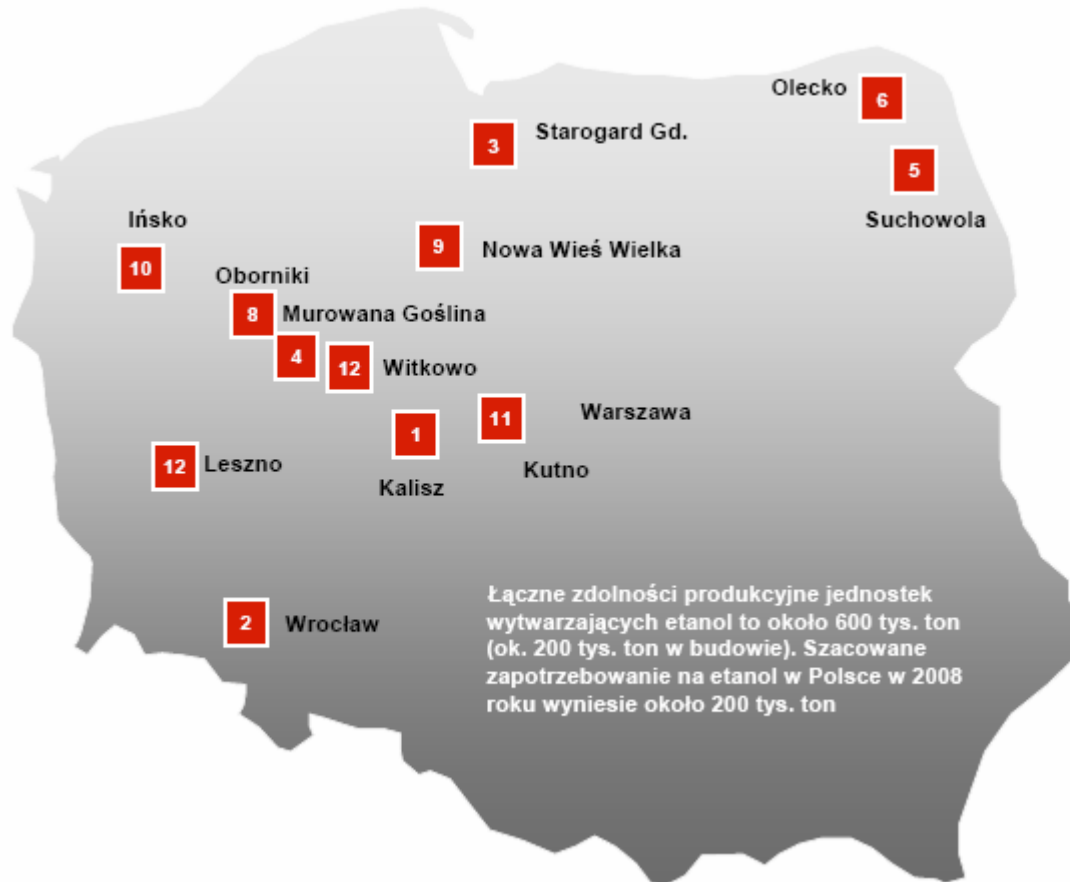 Olecko
6
3
Starogard Gd.
5
Suchowola
Ińsko
10
9
Nowa Wieś Wielka
Oborniki
8
Murowana Goślina
4
12
Witkowo
11
Warszawa
1
Kutno
12
Leszno
Kalisz
2
Wrocław
Łączne zdolności produkcyjne jednostek
wytwarzających etanol to około 600 tys. ton
(ok. 200 tys. ton w budowie). Szacowane
zapotrzebowanie na etanol w Polsce w 2008
roku wyniesie około 200 tys. ton